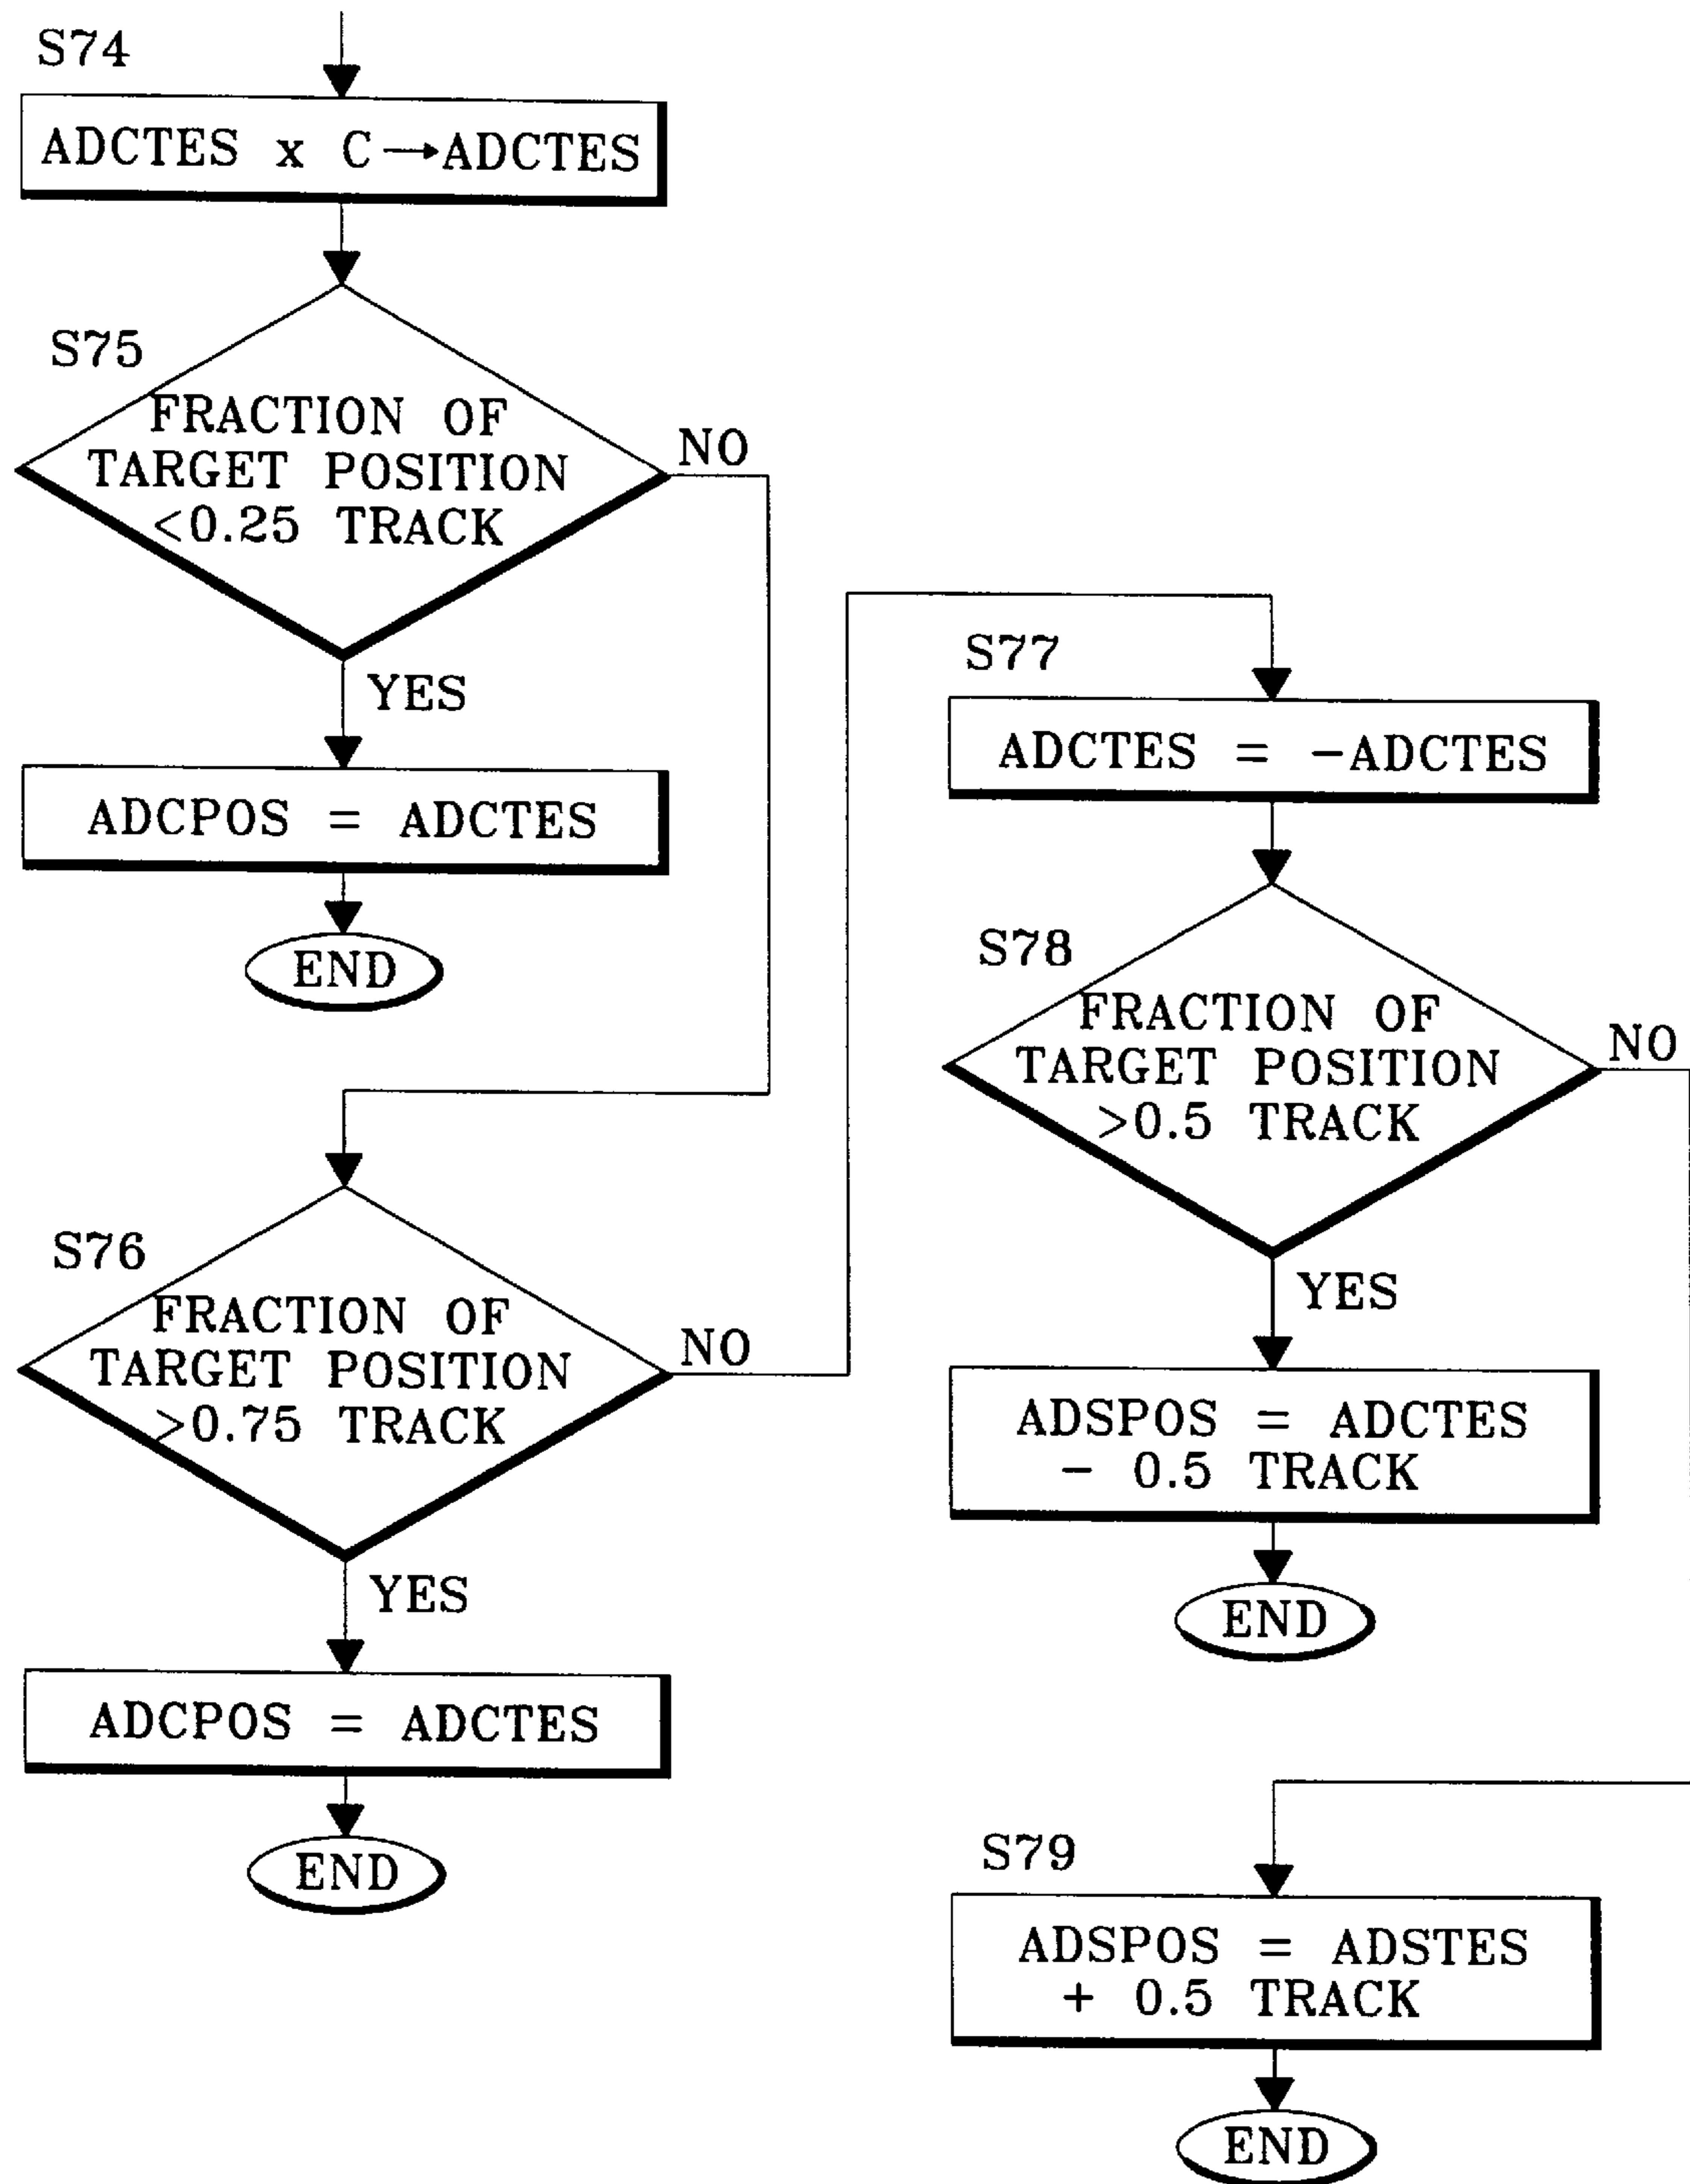 S74
ADCTES x C→ADCTES
S75
FRACTION OF
TARGET POSITION
<0.25 TRACK
NO
YES
ADCPOS = ADCTES
END
S76
FRACTION OF
TARGET POSITION
>0.75 TRACK
NO
YES
ADCPOS = ADCTES
END
S77
ADCTES = -ADCTES
S78
FRACTION OF
TARGET POSITION
>0.5 TRACK
NO
YES
ADSPOS = ADCTES
- 0.5 TRACK
END
S79
ADSPOS = ADSTES
+ 0.5 TRACK
END